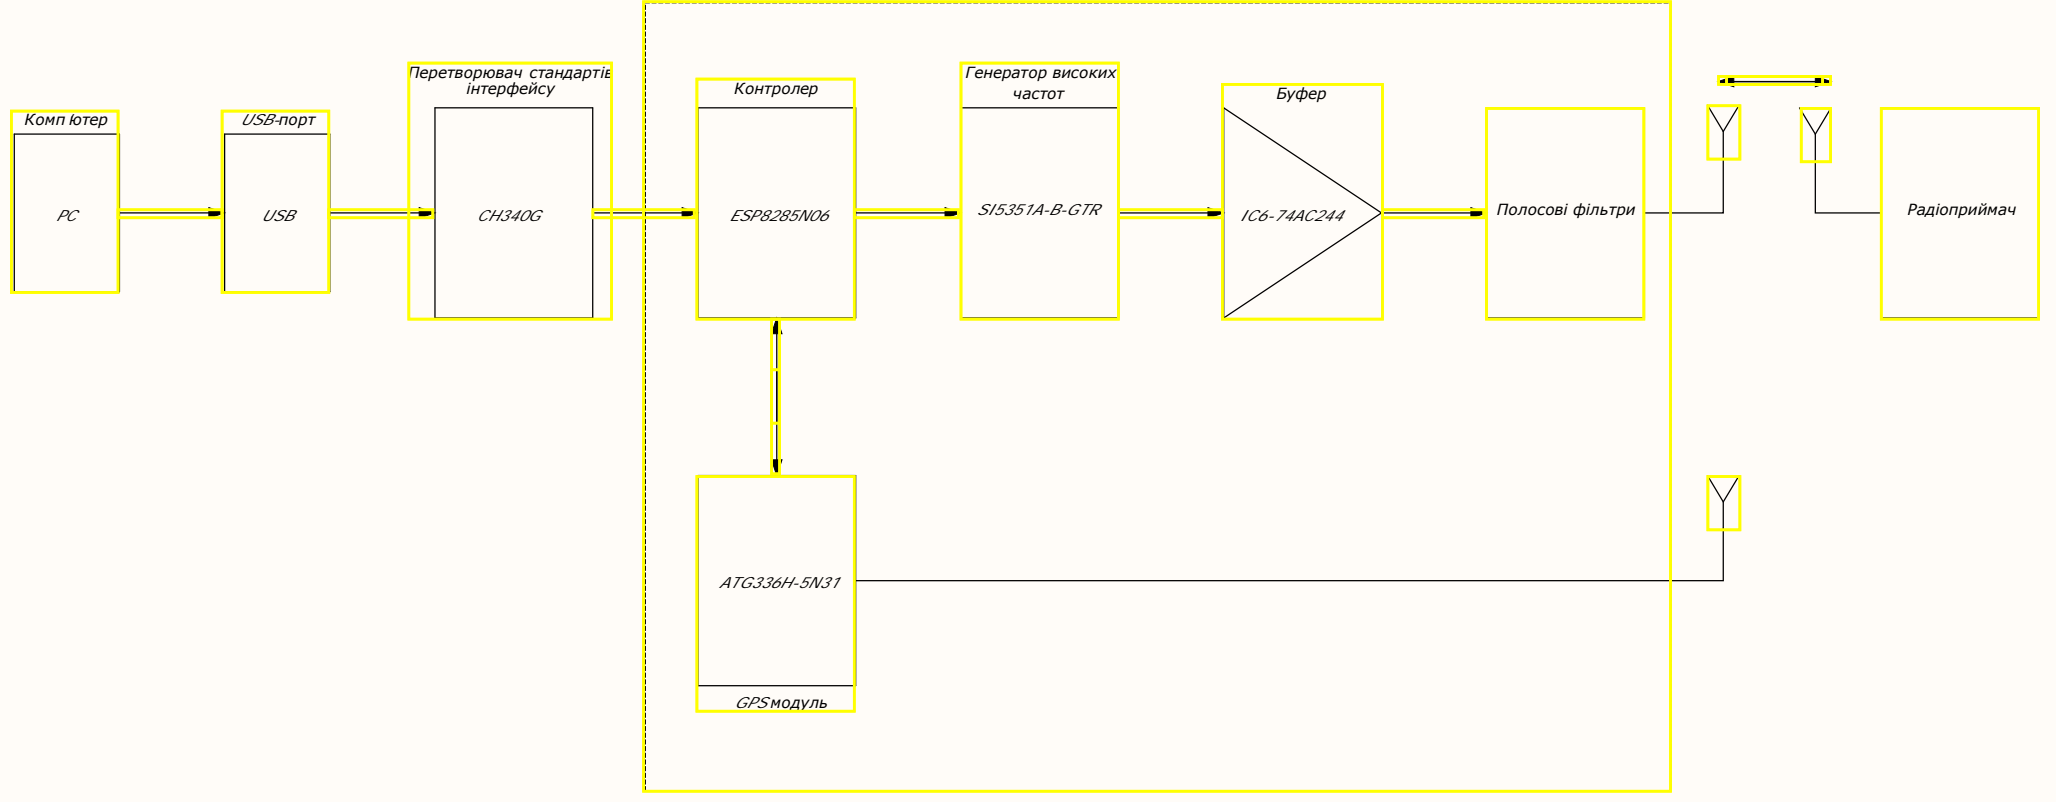 Комп'ютер
PC
USB-порт
USB
Перетворювач стандартів
інтерфейсу
CH340G
Контролер
ESP8285N06
Генератор високих
частот
SI5351A-B-GTR
Буфер
IC6-74AC244
Полосові фільтри
Радіоприймач
ATG336H-5N31
GPS модуль